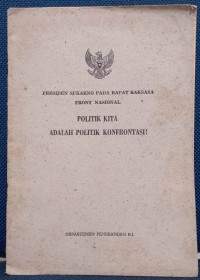 PRESIDEN SUKARNO PADA RAPAT RAKSASA
FRONT NASIONAL
POLITIK KITA
ADALAH POLITIK KONFRONTASI!
DEPARTEMEN PENERANGAN R.I.